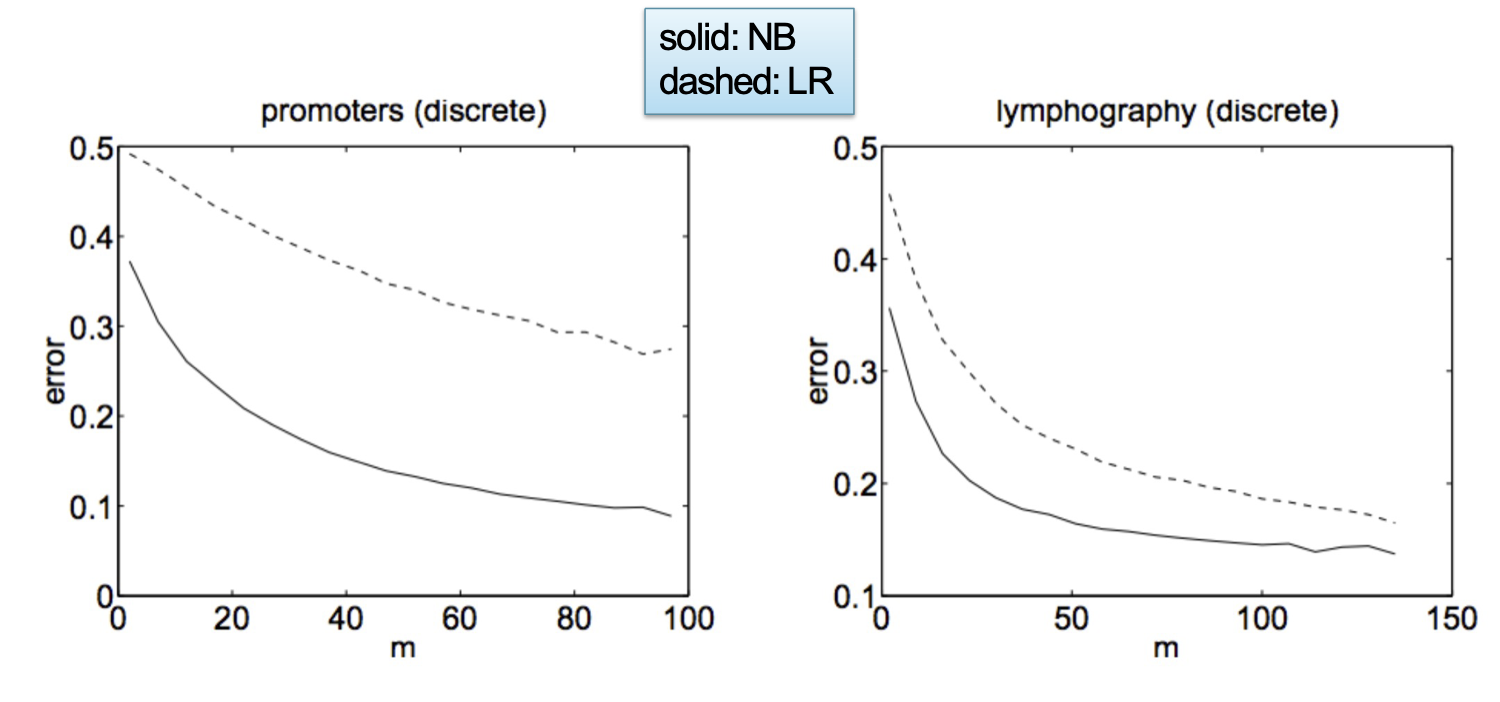 solid: NB
dashed: LR
promoters (discrete)
0.5
0.4
0.3
0.2
0.1
0
error
0 20 40 60 80 100
m
lymphography (discrete)
0.5
0.4
0.3
0.2
0.1
error
0 50 100 150
m